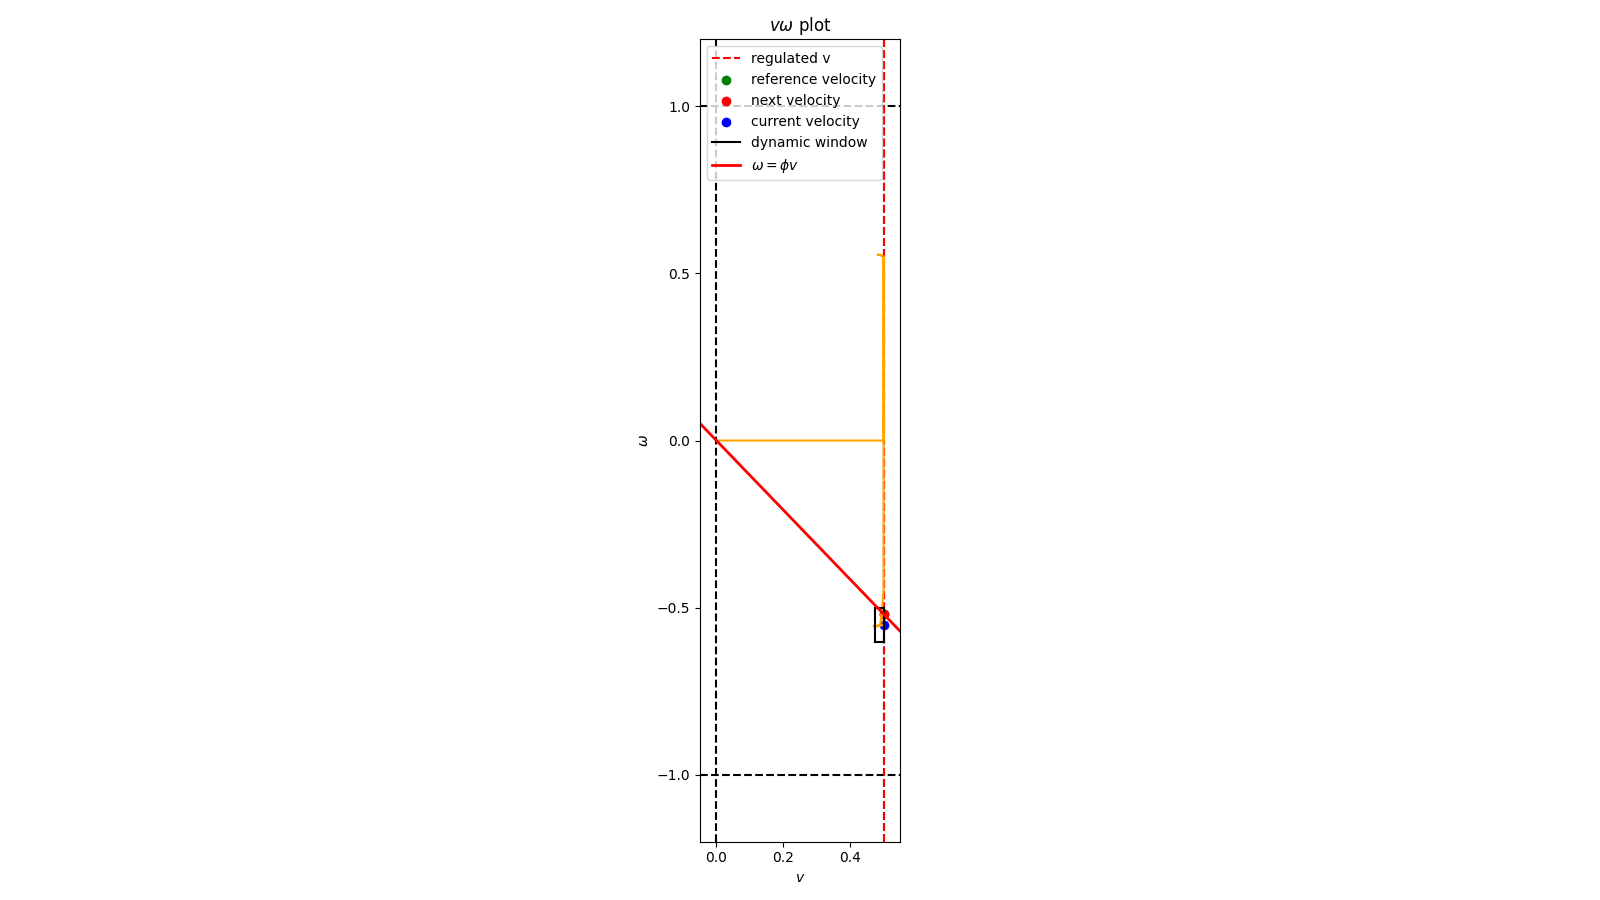 vω plot
regulated v
reference velocity
next velocity
current velocity
dynamic window
ω = ϕv
1.0
0.5
0.0
−0.5
−1.0
ω
0.0 0.2 0.4
v